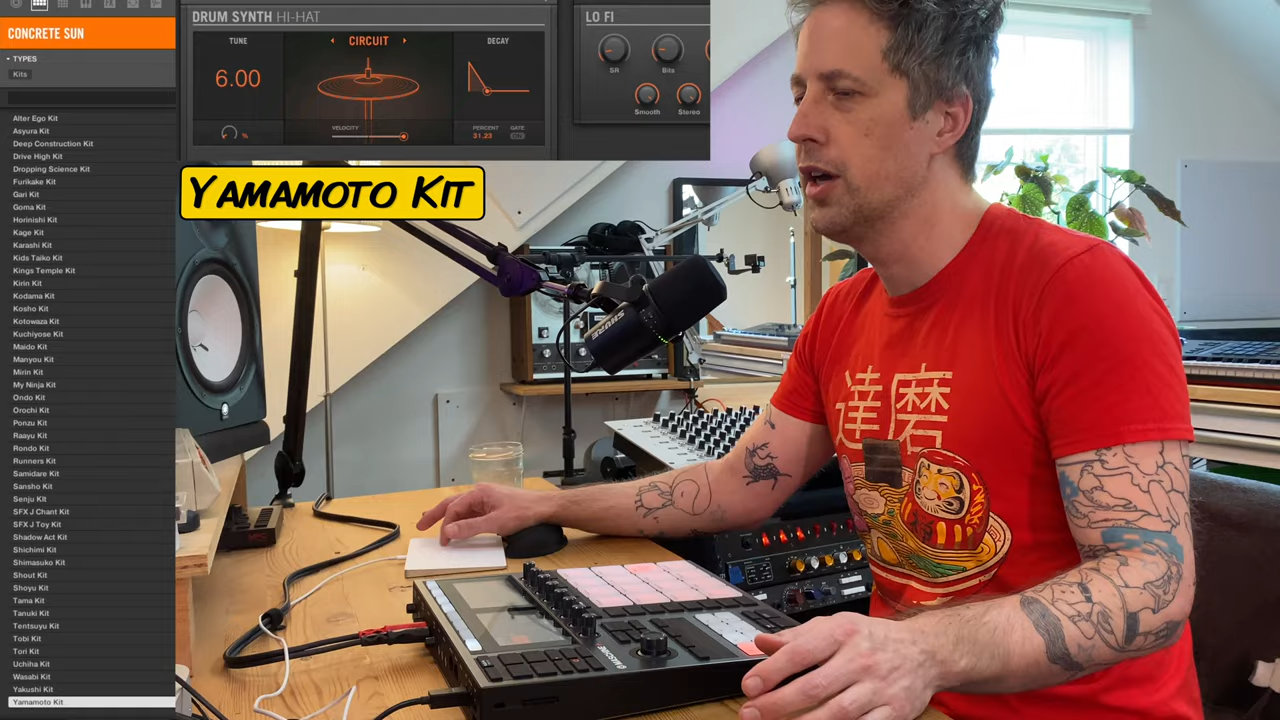 CONCRETE SUN
TYPES
Kits
Alter Ego Kit
Asyura Kit
Deep Construction Kit
Drive High Kit
Dropping Science Kit
Furikake Kit
Gari Kit
Goma Kit
Horinishi Kit
Kage Kit
Karashi Kit
Kids Taiko Kit
Kings Temple Kit
Kirin Kit
Kodama Kit
Kosho Kit
Kotowaza Kit
Kuchiyose Kit
Maido Kit
Manyou Kit
Mirin Kit
My Ninja Kit
Ondo Kit
Orochi Kit
Ponzu Kit
Raayu Kit
Rondo Kit
Runners Kit
Samidare Kit
Sansho Kit
Senju Kit
SFX J Chant Kit
SFX J Toy Kit
Shadow Act Kit
Shichimi Kit
Shimasuko Kit
Shout Kit
Shoyu Kit
Tama Kit
Tanuki Kit
Tentsuyu Kit
Tobi Kit
Tori Kit
Uchiha Kit
Wasabi Kit
Yakushi Kit
Yamamoto Kit
DRUM SYNTH HI-HAT
TUNE
CIRCUIT
DECAY
6.00
%
VELOCITY
PERCENT
GATE
31.23
On
LO FI
SR
Bits
Smooth
Stereo
YAMAMOTO KIT
SHURE
達磨
MASCHINE